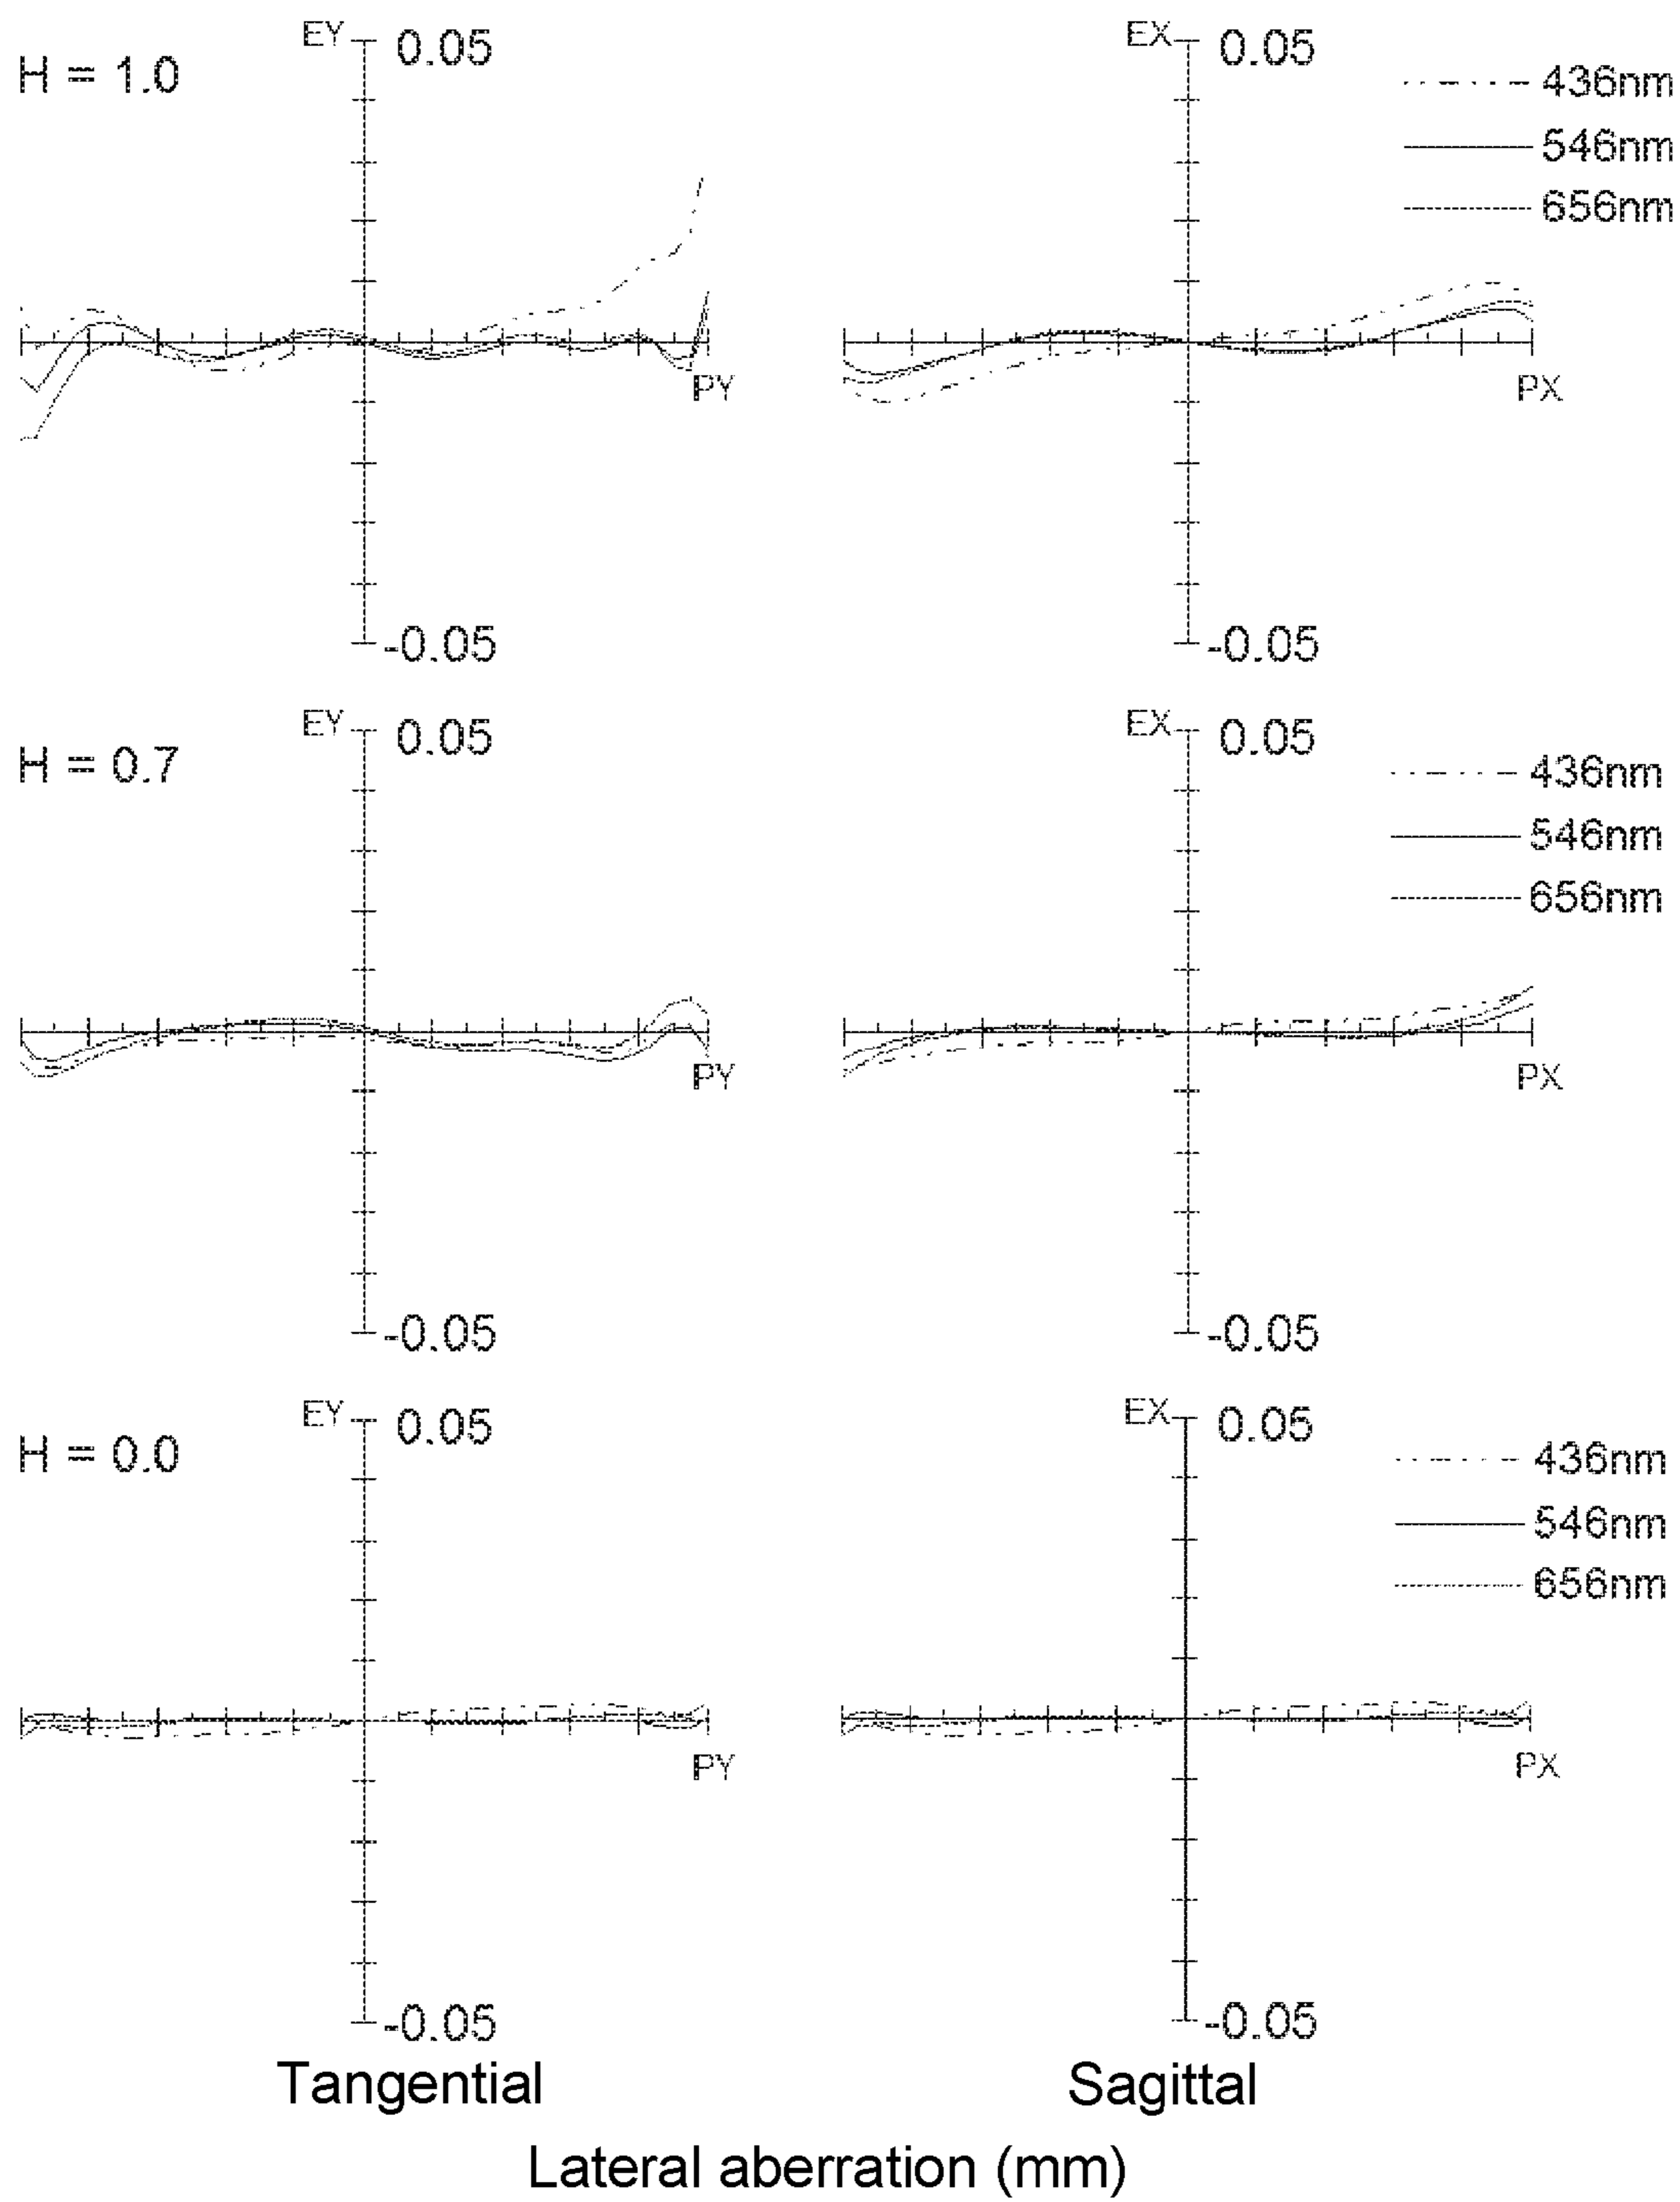 EY 0.05 EX 0.05
H = 1.0
436nm
546nm
656nm
PY PX
-0.05 -0.05
EY 0.05 EX 0.05
H = 0.7
436nm
546nm
656nm
PY PX
-0.05 -0.05
EY 0.05 EX 0.05
H = 0.0
436nm
546nm
656nm
PY PX
-0.05 -0.05
Tangential Sagittal
Lateral aberration (mm)